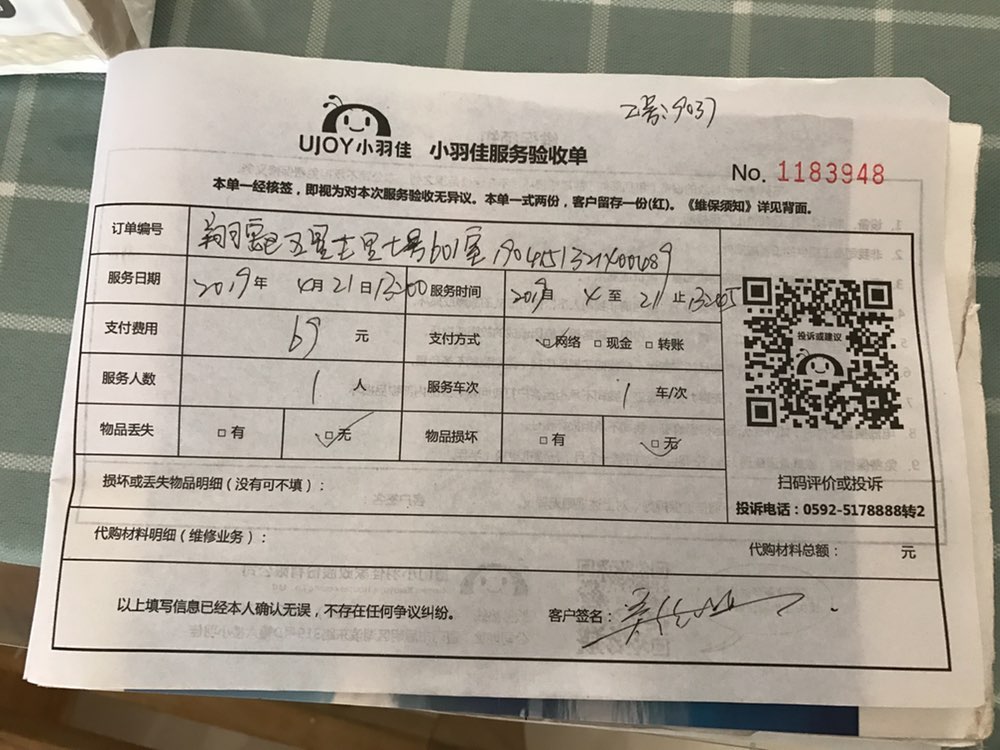 工号:9037
UJOY小羽佳 小羽佳服务验收单
No. 1183948
本单一经核签，即视为对本次服务验收无异议。本单一式两份，客户留存一份(红)。《维保须知》详见背面。
订单编号 601室
服务日期 2019年 4月21日13:00 服务时间 2019 年 4 至 21 止
支付费用 69 元 支付方式 □网络 □现金 □转账
服务人数 1 人 服务车次 1 车/次
物品丢失 □有 □无 物品损坏 □有 □无
投诉或建议
扫码评价或投诉
投诉电话：0592-5178888转2
损坏或丢失物品明细（没有可不填）：
代购材料明细（维修业务）： 代购材料总额： 元
以上填写信息已经本人确认无误，不存在任何争议纠纷。 客户签名：